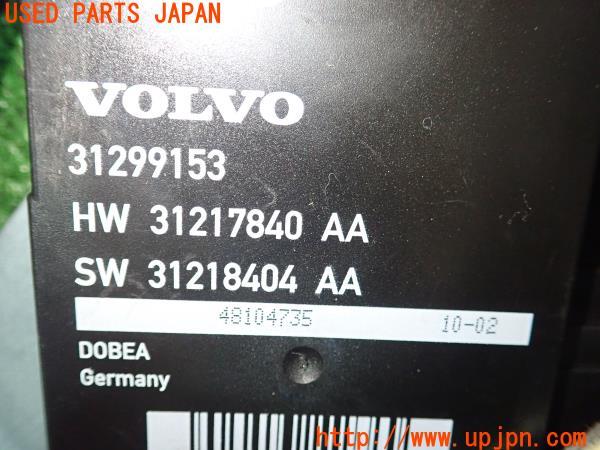 USED PARTS JAPAN
VOLVO
31299153
HW 31217840 AA
SW 31218404 AA
48104735 10-02
DOBEA
Germany
UPJ
http://www.upjpn.com/